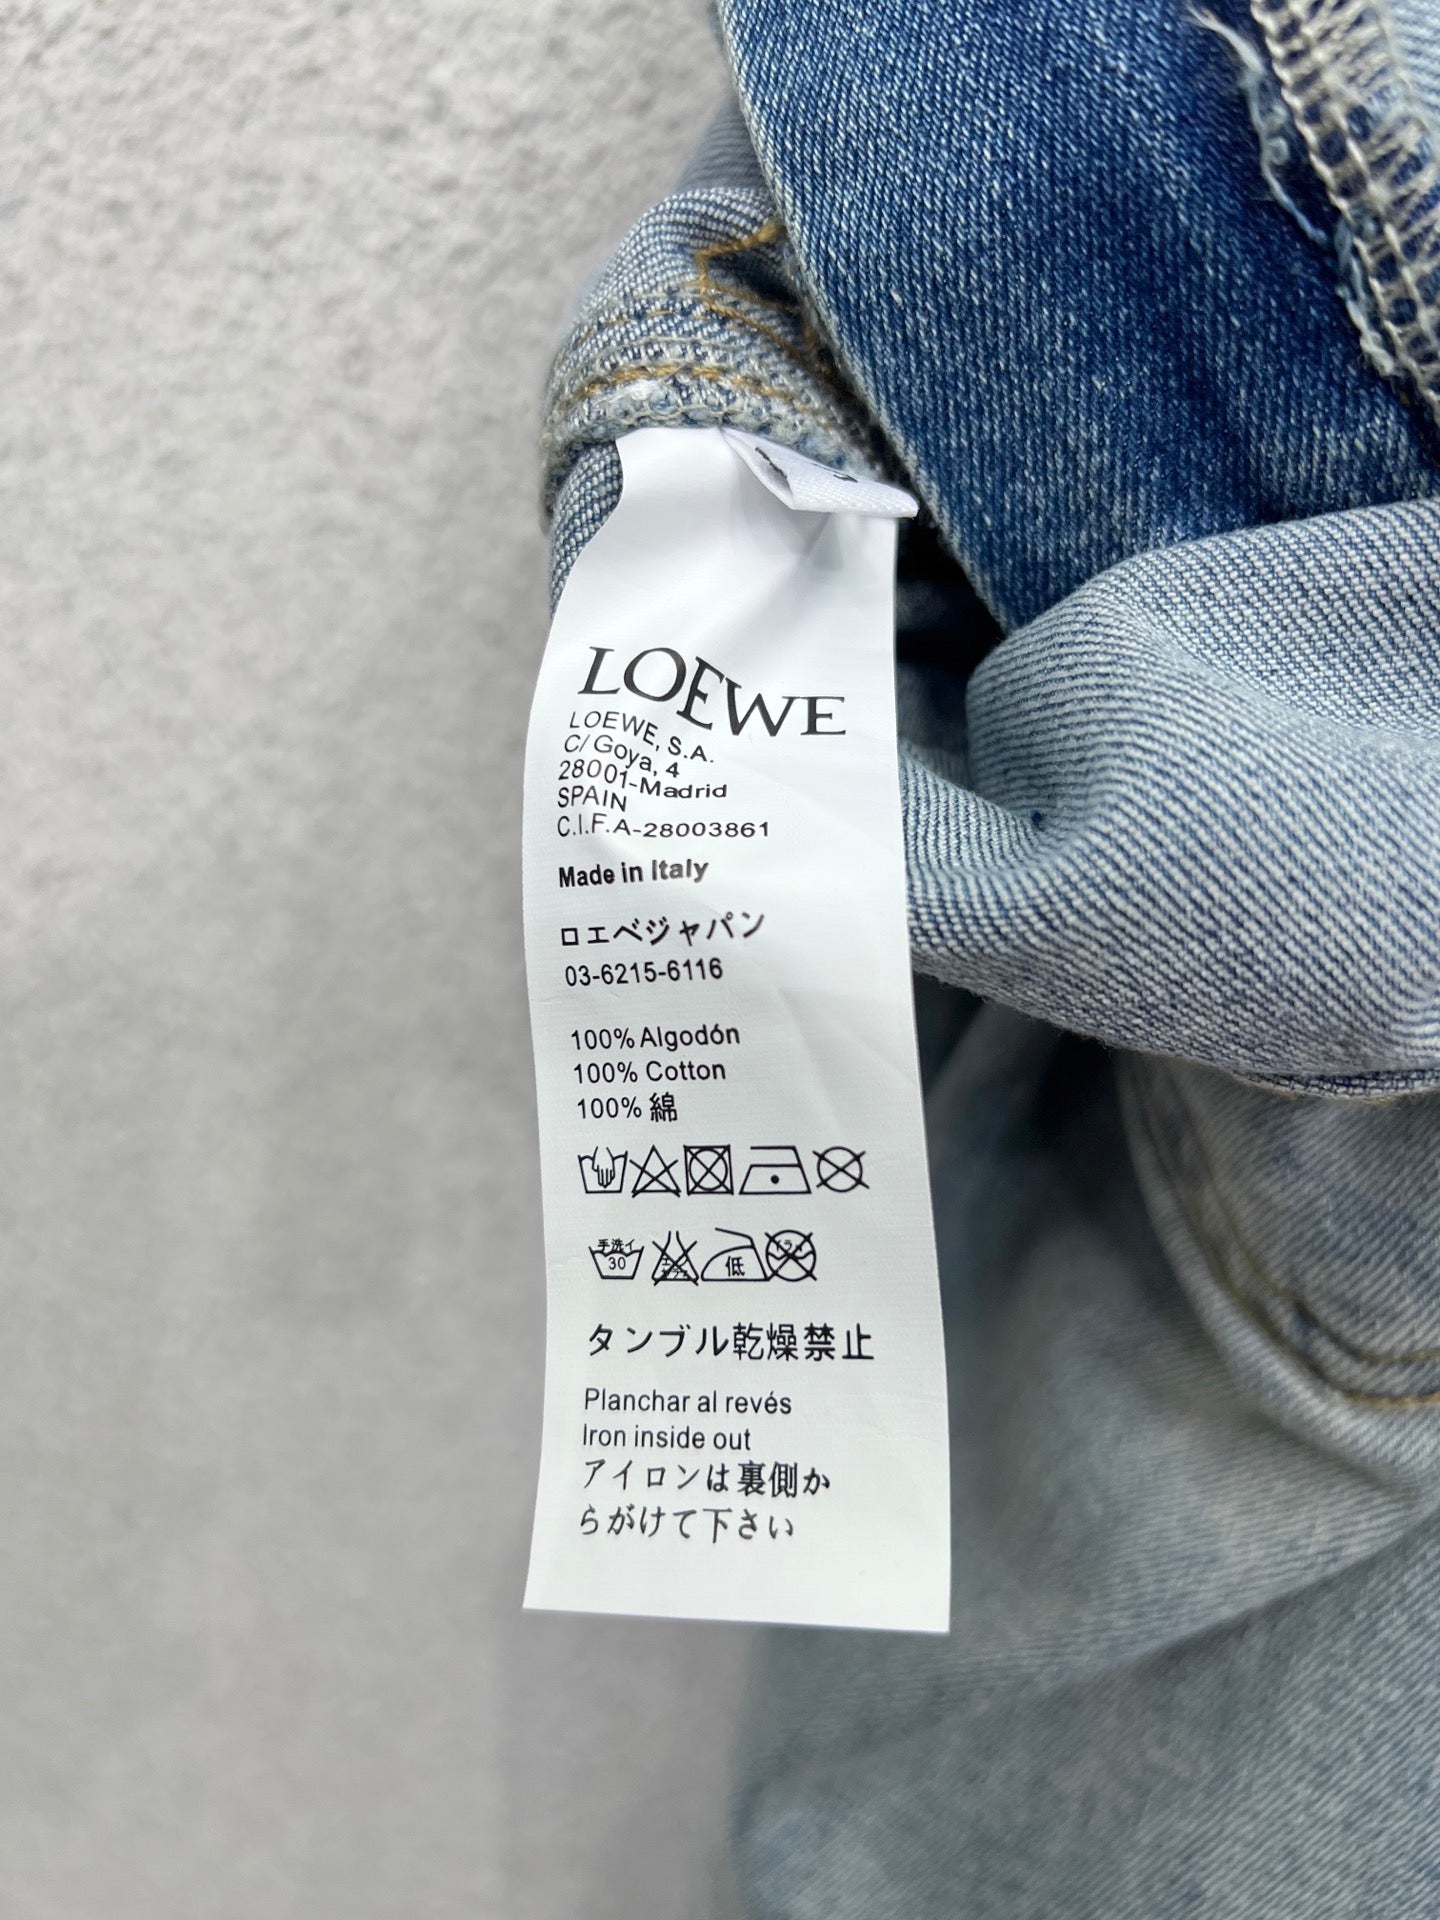 LOEWE
LOEWE, S.A.
C/ Goya, 4
28001-Madrid
SPAIN
C.I.F.A-28003861
Made in Italy
ロエベジャパン
03-6215-6116
100% Algodón
100% Cotton
100% 綿
手洗イ
30
低
タンブル乾燥禁止
Planchar al revés
Iron inside out
アイロンは裏側か
らがけて下さい